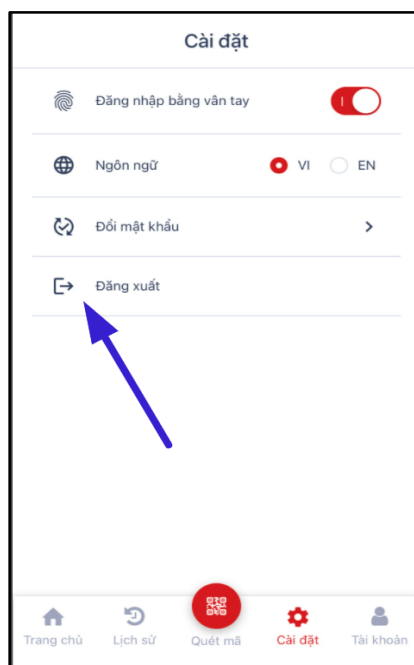 Cài đặt
Đăng nhập bằng vân tay
Ngôn ngữ VI EN
Đổi mật khẩu
Đăng xuất
Trang chủ Lịch sử Quét mã Cài đặt Tài khoản